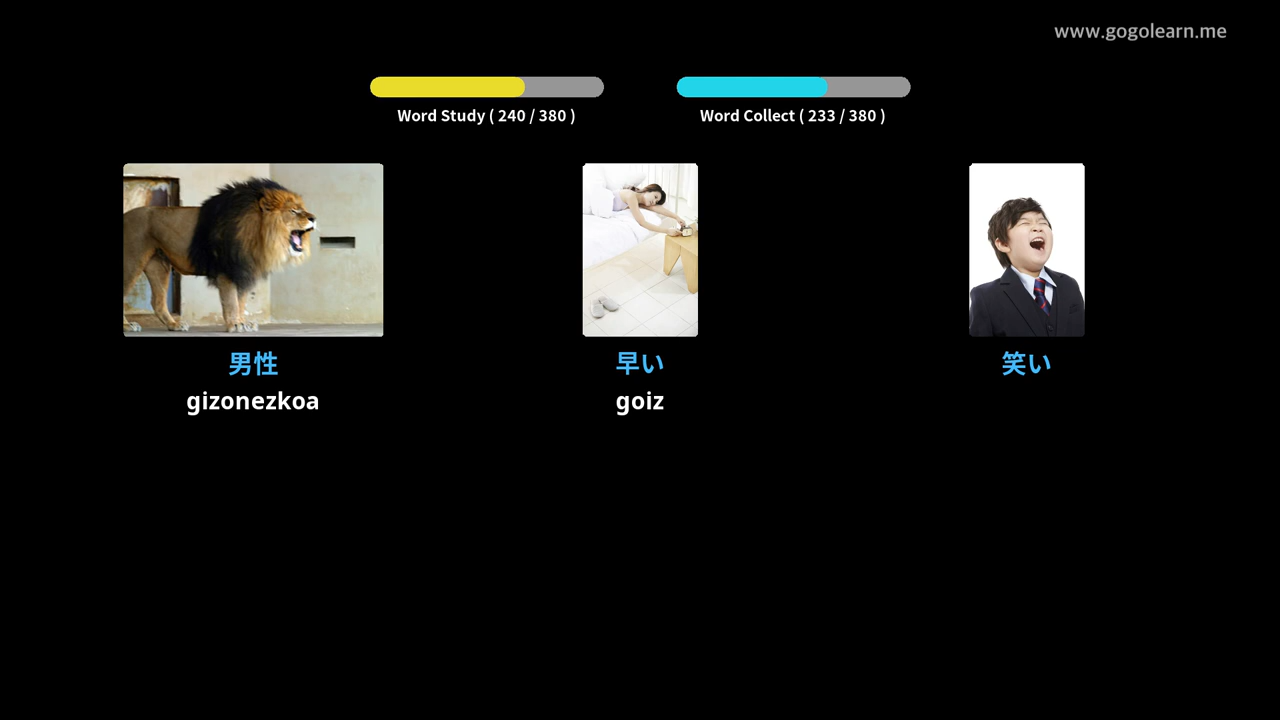 www.gogolearn.me
Word Study ( 240 / 380 )
Word Collect ( 233 / 380 )
男性
早い
笑い
gizonezkoa
goiz